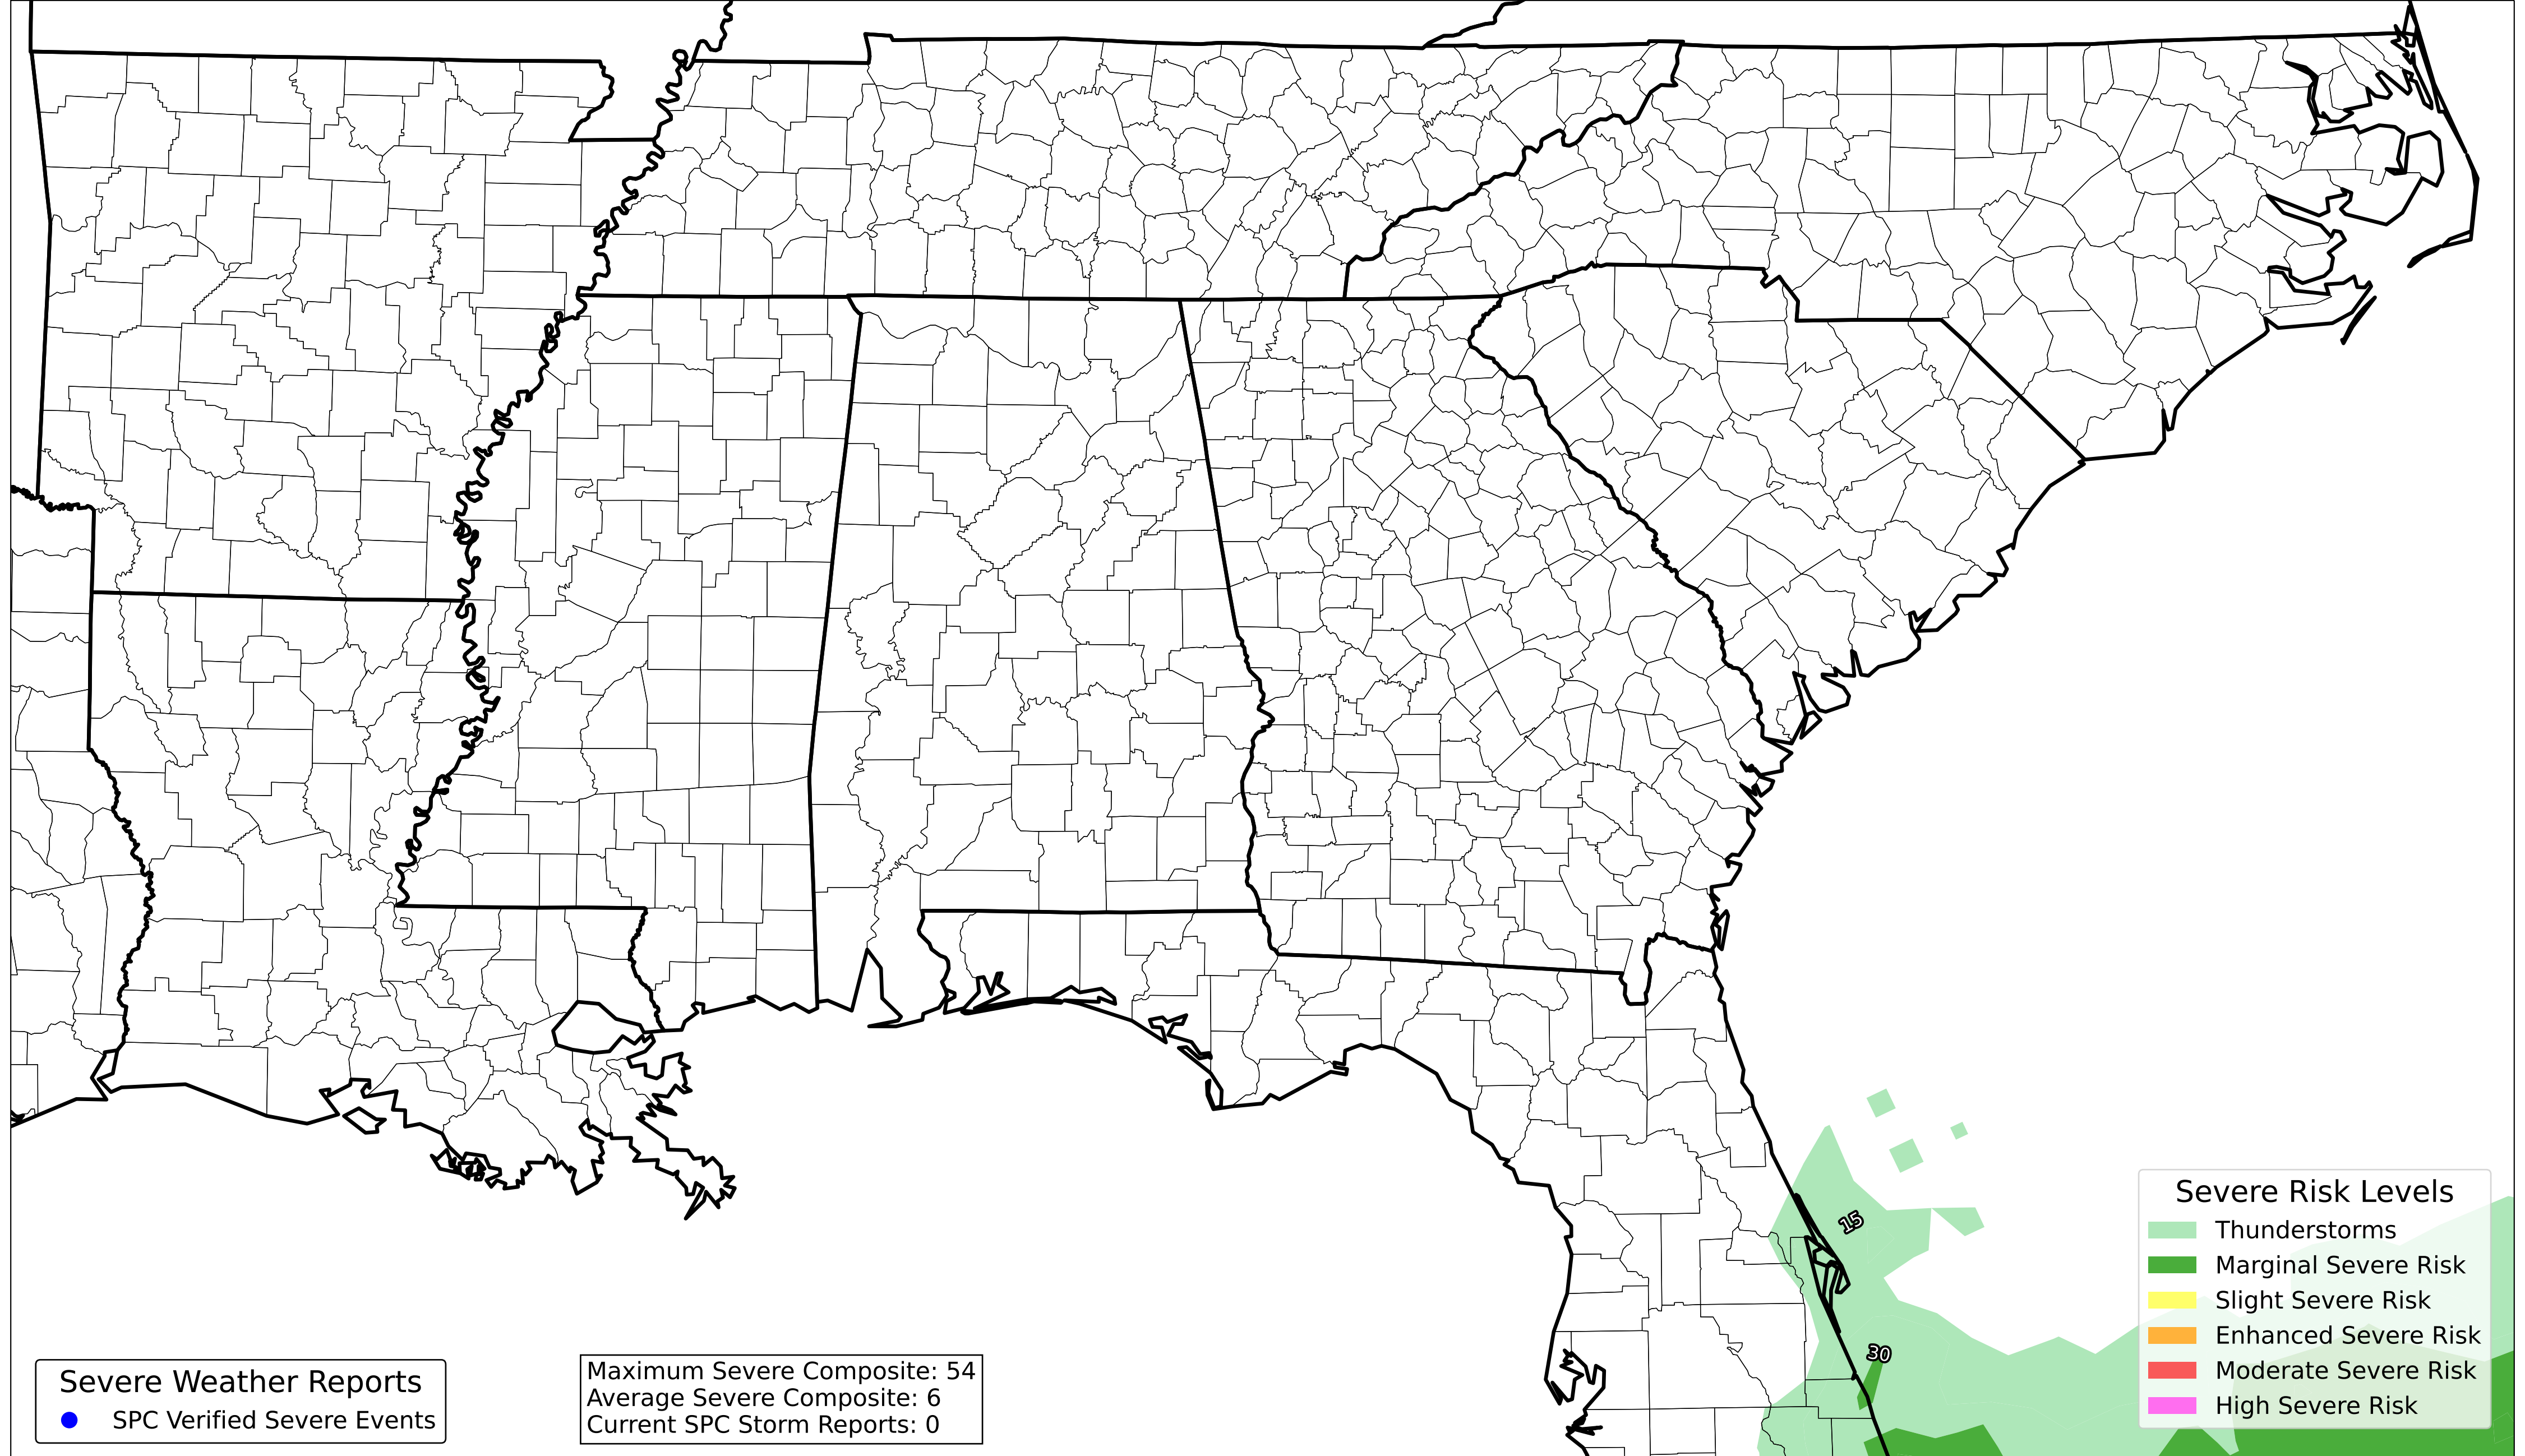 15
Severe Risk Levels
Thunderstorms
Marginal Severe Risk
Slight Severe Risk
Enhanced Severe Risk
Moderate Severe Risk
High Severe Risk
30
Severe Weather Reports
SPC Verified Severe Events
Maximum Severe Composite: 54
Average Severe Composite: 6
Current SPC Storm Reports: 0